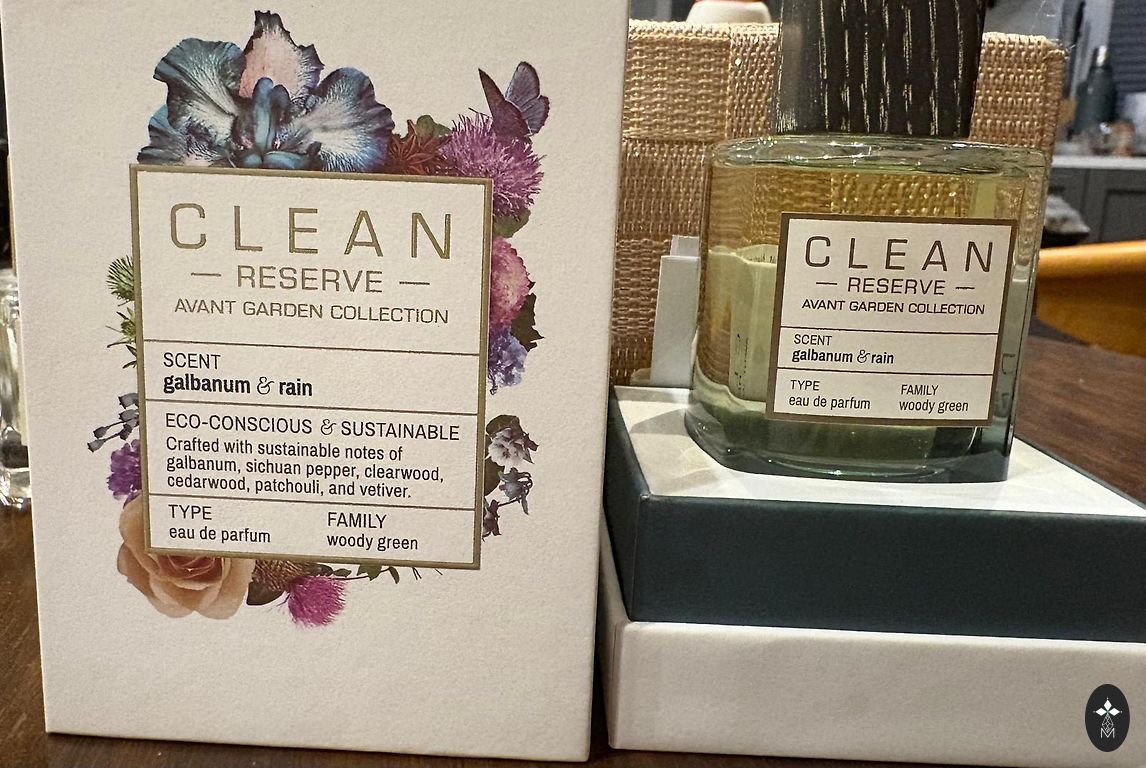 CLEAN
— RESERVE —
AVANT GARDEN COLLECTION
SCENT
galbanum & rain
ECO-CONSCIOUS & SUSTAINABLE
Crafted with sustainable notes of
galbanum, sichuan pepper, clearwood,
cedarwood, patchouli, and vetiver.
TYPE FAMILY
eau de parfum woody green
CLEAN
— RESERVE —
AVANT GARDEN COLLECTION
SCENT
galbanum & rain
TYPE FAMILY
eau de parfum woody green
M